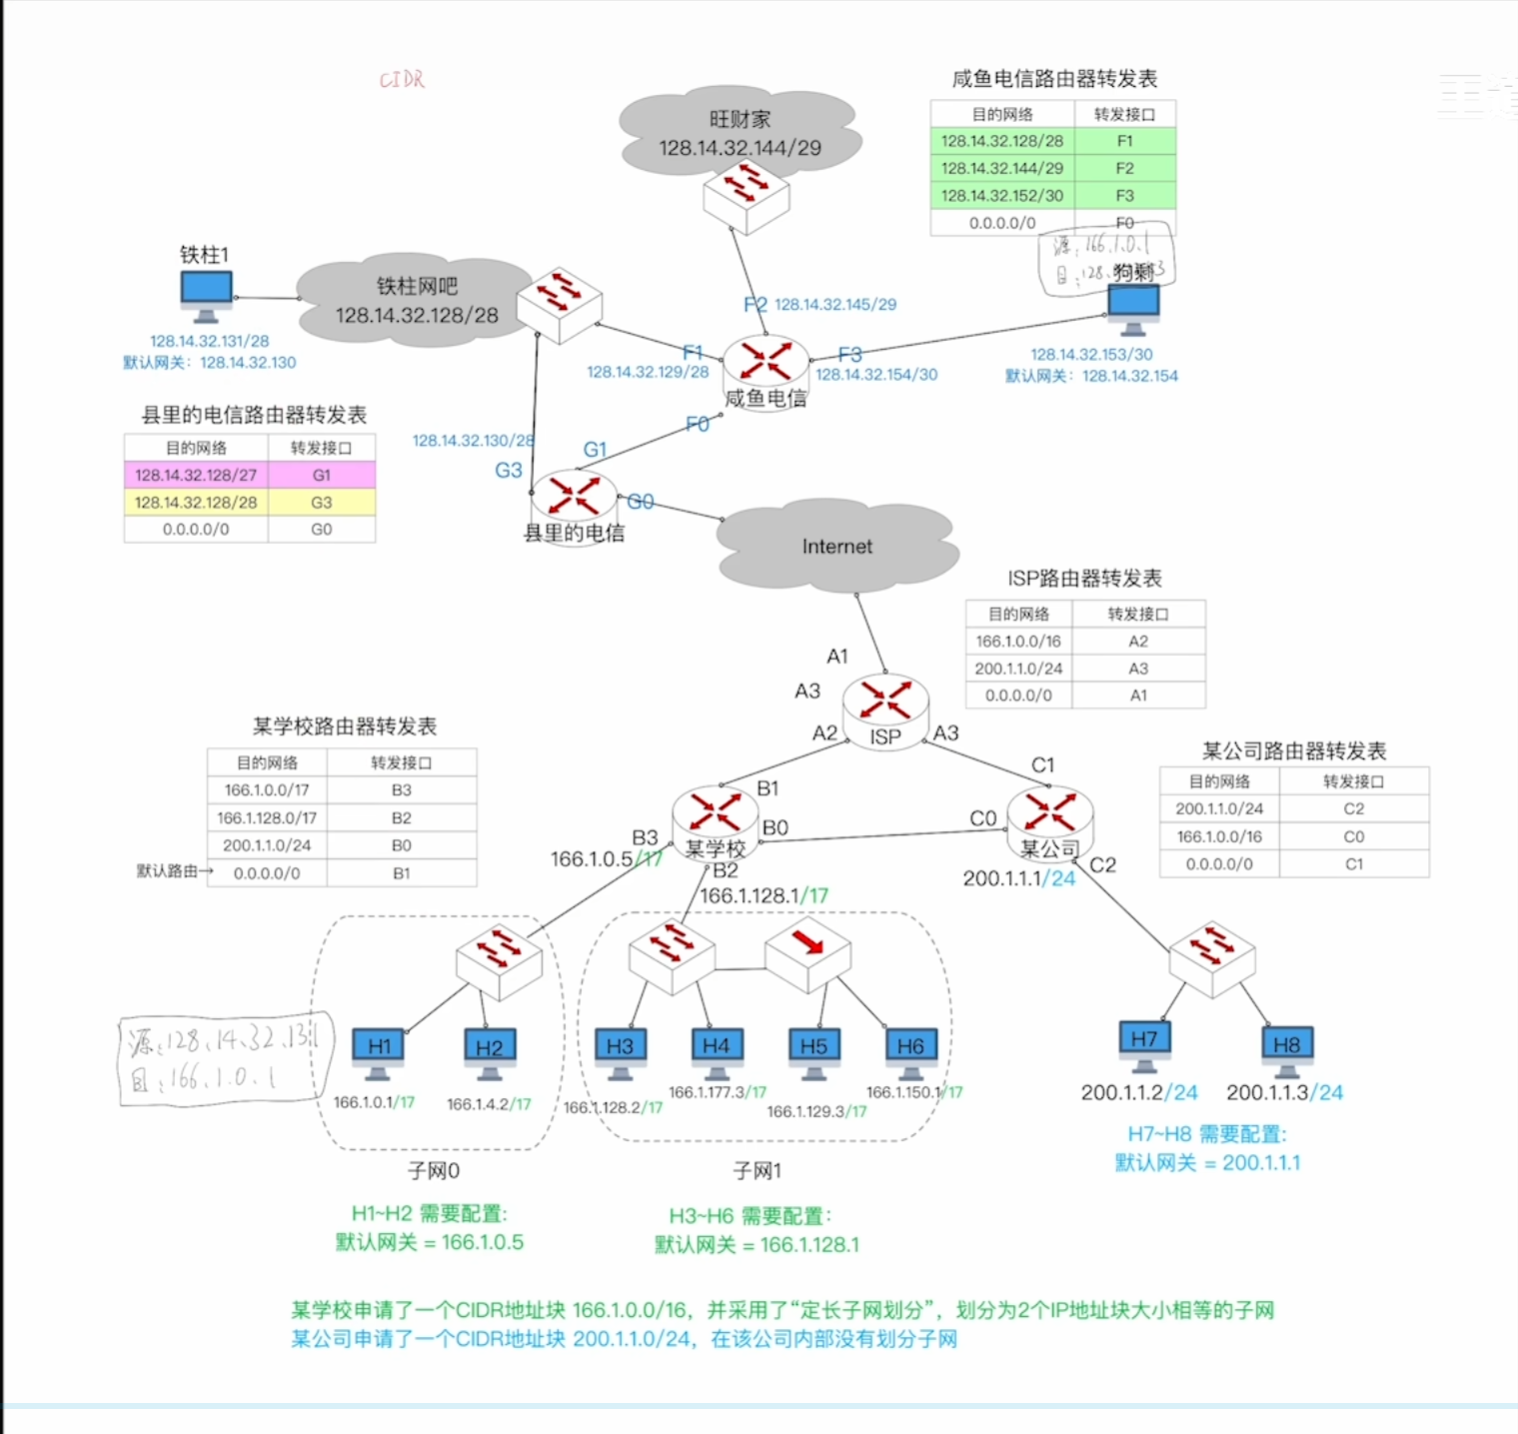 CIDR
旺财家
128.14.32.144/29
咸鱼电信路由器转发表
目的网络 转发接口
128.14.32.128/28 F1
128.14.32.144/29 F2
128.14.32.152/30 F3
0.0.0.0/0 F0
源:166.1.0.1
目:128.
狗剩
铁柱1
铁柱网吧
128.14.32.128/28
128.14.32.131/28
默认网关：128.14.32.130
F2 128.14.32.145/29
F1
128.14.32.129/28
F3
128.14.32.154/30
咸鱼电信
128.14.32.153/30
默认网关：128.14.32.154
县里的电信路由器转发表
目的网络 转发接口
128.14.32.128/27 G1
128.14.32.128/28 G3
0.0.0.0/0 G0
128.14.32.130/28
F0
G1
G3
G0
县里的电信
Internet
ISP路由器转发表
目的网络 转发接口
166.1.0.0/16 A2
200.1.1.0/24 A3
0.0.0.0/0 A1
A1
A3
A2
ISP
A3
某学校路由器转发表
目的网络 转发接口
166.1.0.0/17 B3
166.1.128.0/17 B2
200.1.1.0/24 B0
默认路由→ 0.0.0.0/0 B1
某公司路由器转发表
目的网络 转发接口
200.1.1.0/24 C2
166.1.0.0/16 C0
0.0.0.0/0 C1
B1
C1
B0
C0
B3
166.1.0.5/17
某学校
B2
166.1.128.1/17
某公司
C2
200.1.1.1/24
源:128.14.32.131
目:166.1.0.1
H1
H2
H3
H4
H5
H6
H7
H8
166.1.0.1/17
166.1.4.2/17
166.1.128.2/17
166.1.177.3/17
166.1.129.3/17
166.1.150.1/17
200.1.1.2/24
200.1.1.3/24
子网0
子网1
H7~H8 需要配置:
默认网关 = 200.1.1.1
H1~H2 需要配置:
默认网关 = 166.1.0.5
H3~H6 需要配置：
默认网关 = 166.1.128.1
某学校申请了一个CIDR地址块 166.1.0.0/16，并采用了“定长子网划分”，划分为2个IP地址块大小相等的子网
某公司申请了一个CIDR地址块 200.1.1.0/24，在该公司内部没有划分子网